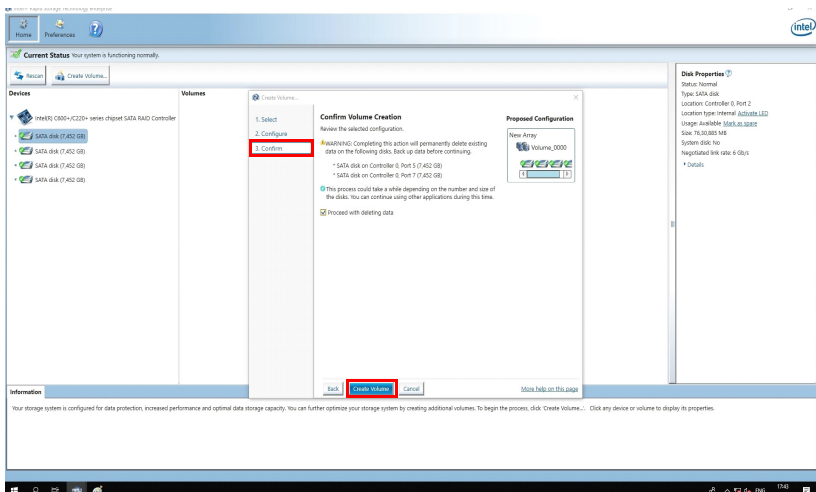 Intel® Rapid Storage Technology enterprise
Home
Preferences
?
intel
Current Status Your system is functioning normally.
Rescan
Create Volume...
Devices
Volumes
Intel(R) C600+/C220+ series chipset SATA RAID Controller
SATA disk (7,452 GB)
SATA disk (7,452 GB)
SATA disk (7,452 GB)
SATA disk (7,452 GB)
Create Volume...
1. Select
2. Configure
3. Confirm
Confirm Volume Creation
Review the selected configuration.
WARNING: Completing this action will permanently delete existing
data on the following disks. Back up data before continuing.
* SATA disk on Controller 0, Port 5 (7,452 GB)
* SATA disk on Controller 0, Port 7 (7,452 GB)
This process could take a while depending on the number and size of
the disks. You can continue using other applications during this time.
Proceed with deleting data
Proposed Configuration
New Array
Volume_0000
Back
Create Volume
Cancel
More help on this page
Disk Properties
Status: Normal
Type: SATA disk
Location: Controller 0, Port 2
Location type: Internal Activate LED
Usage: Available Mark as spare
Size: 76,30,885 MB
System disk: No
Negotiated link rate: 6 Gb/s
Details
Information
Your storage system is configured for data protection, increased performance and optimal data storage capacity. You can further optimize your storage system by creating additional volumes. To begin the process, click 'Create Volume...'. Click any device or volume to display its properties.
ENG
17:43